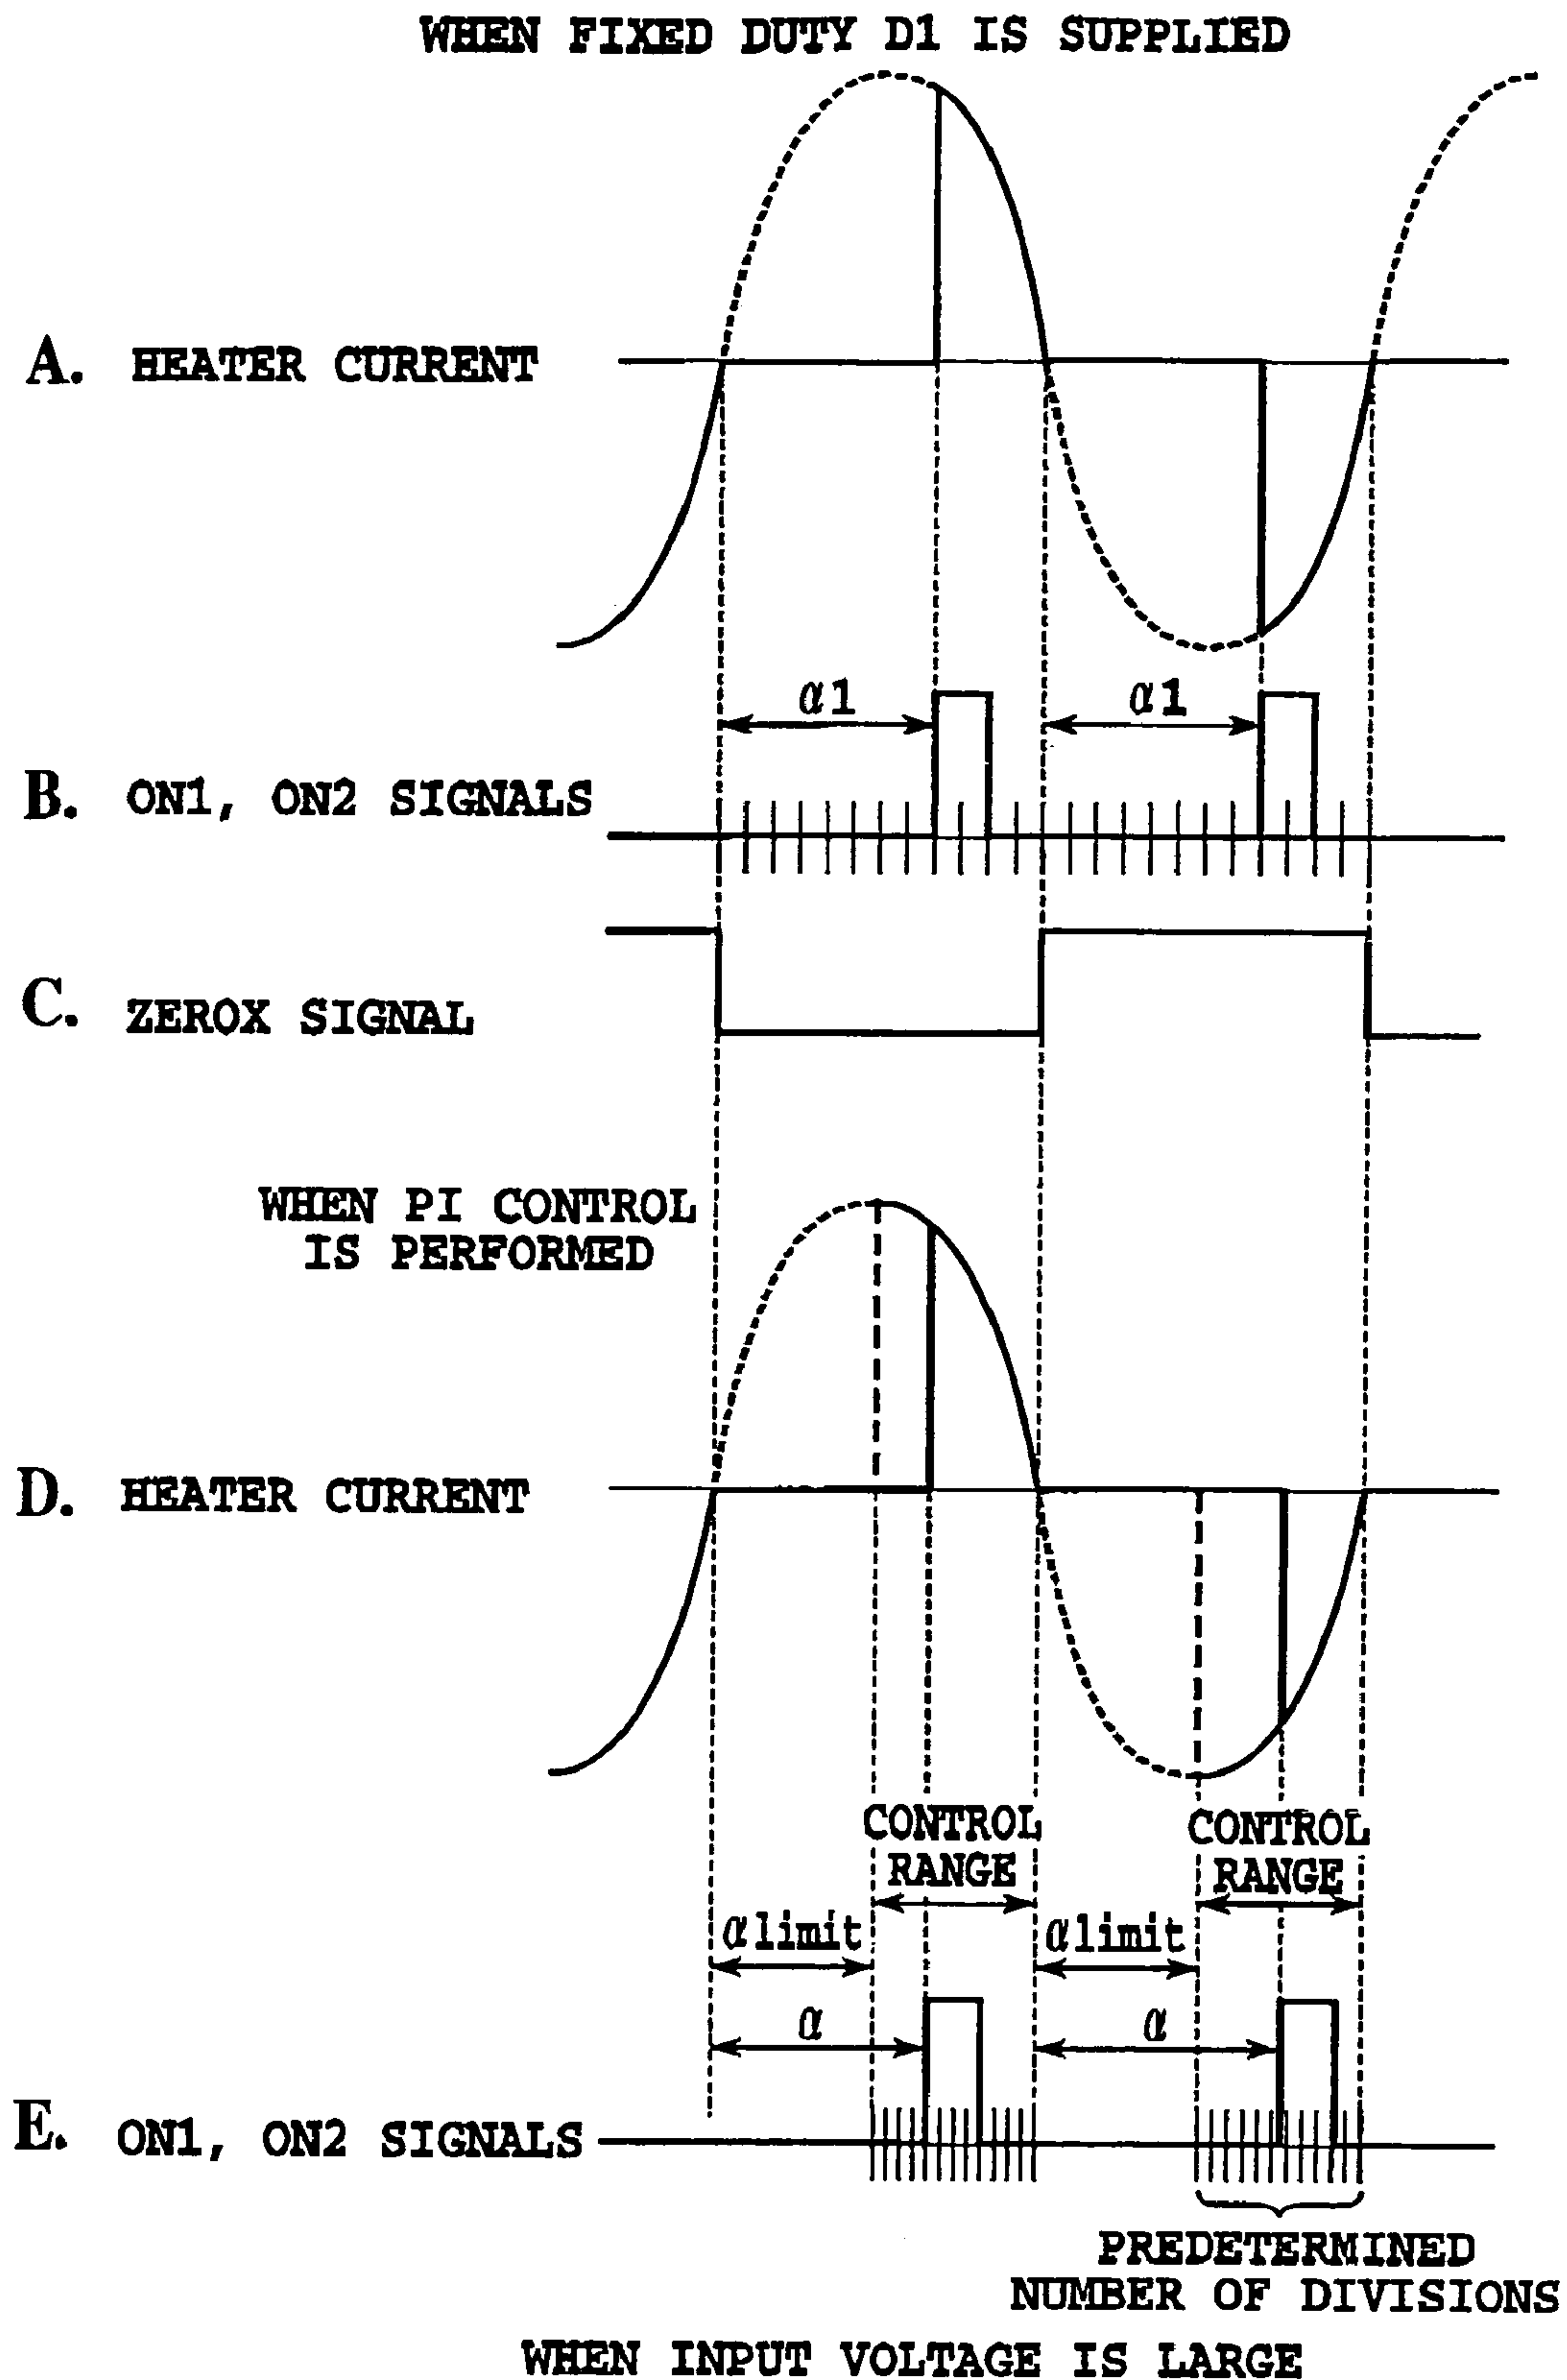 WHEN FIXED DUTY D1 IS SUPPLIED
A. HEATER CURRENT
α1 α1
B. ON1, ON2 SIGNALS
C. ZEROX SIGNAL
WHEN PI CONTROL
IS PERFORMED
D. HEATER CURRENT
CONTROL CONTROL
RANGE RANGE
αlimit αlimit
α α
E. ON1, ON2 SIGNALS
PREDETERMINED
NUMBER OF DIVISIONS
WHEN INPUT VOLTAGE IS LARGE